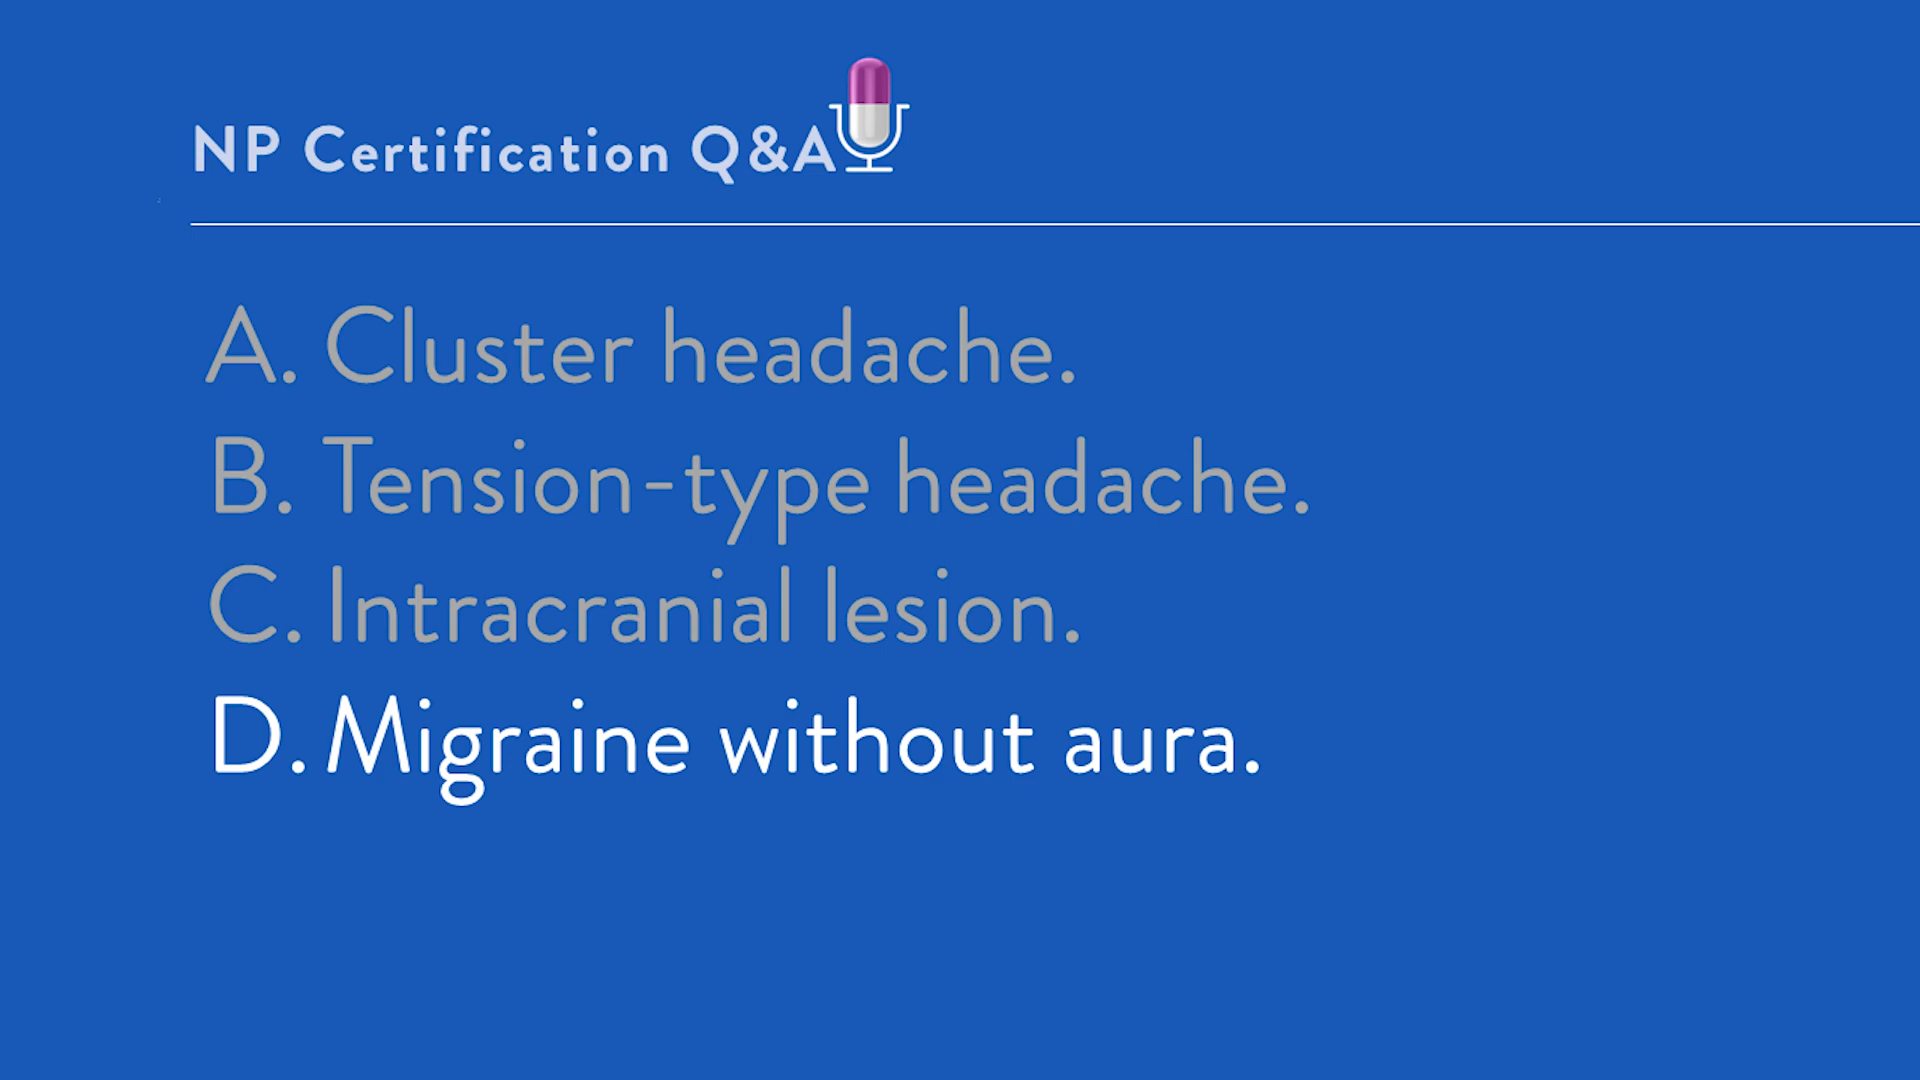 NP Certification Q&A
A. Cluster headache.
B. Tension-type headache.
C. Intracranial lesion.
D. Migraine without aura.